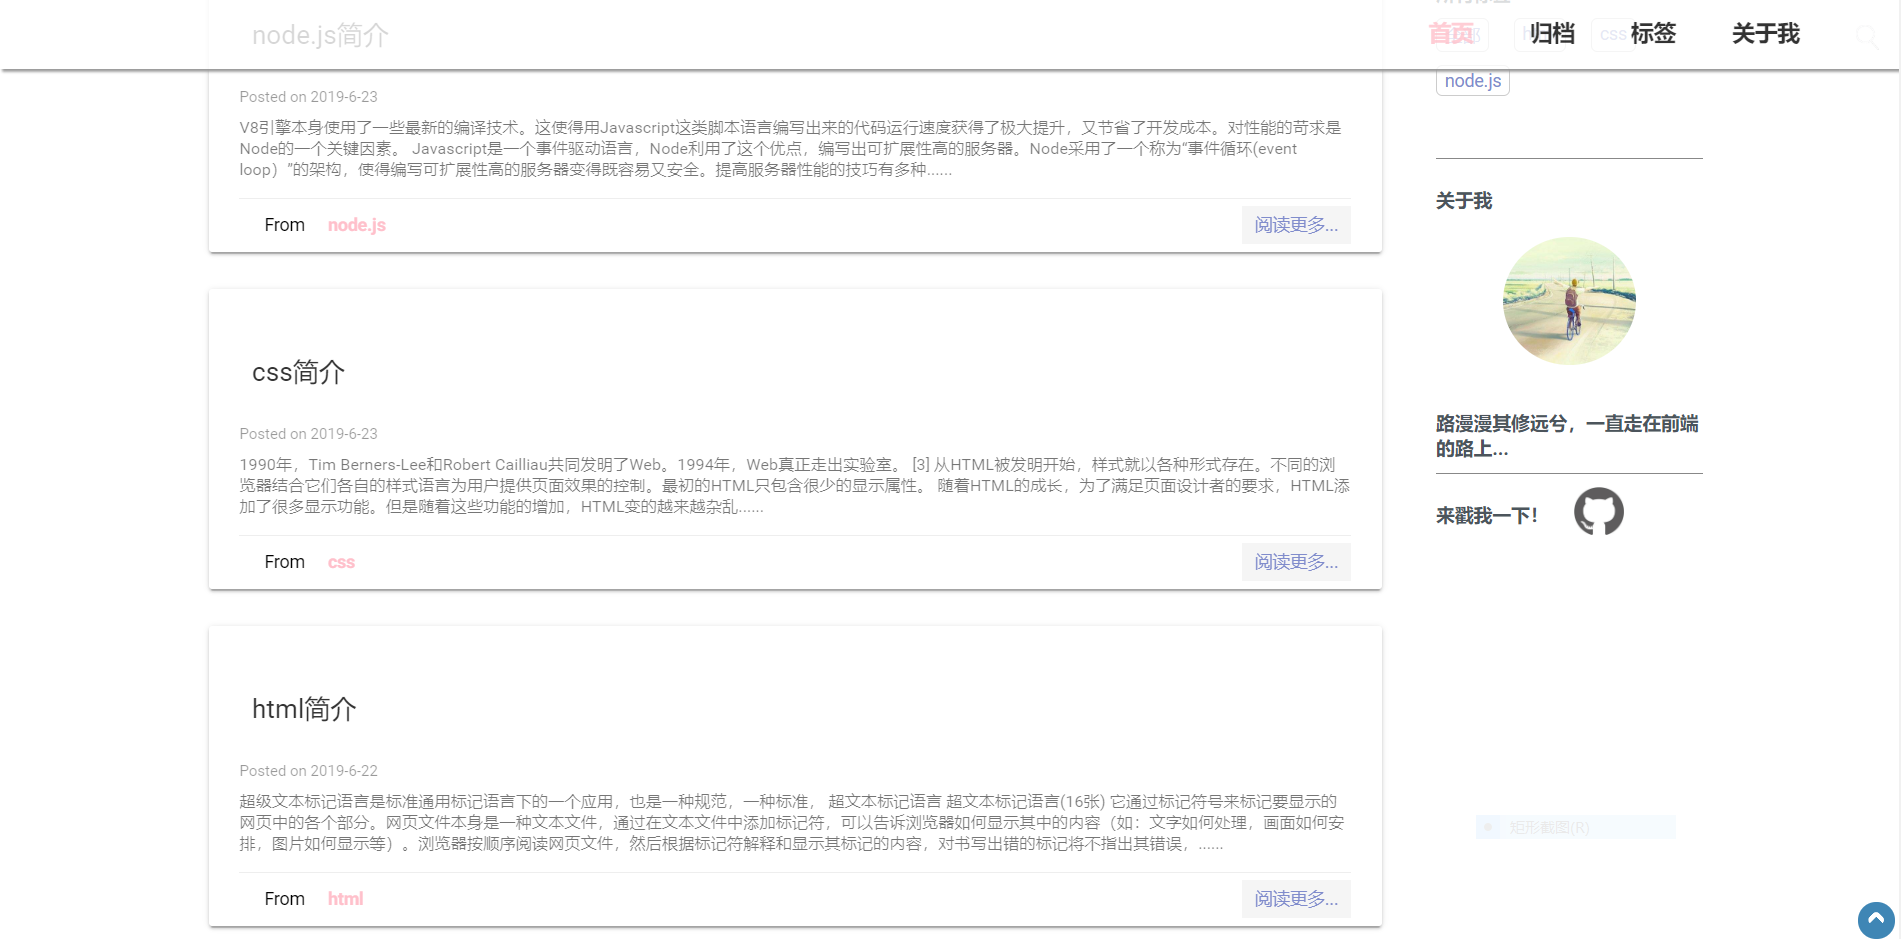 首页
归档
标签
关于我
node.js简介
Posted on 2019-6-23
V8引擎本身使用了一些最新的编译技术。这使得用Javascript这类脚本语言编写出来的代码运行速度获得了极大提升，又节省了开发成本。对性能的苛求是
Node的一个关键因素。 Javascript是一个事件驱动语言，Node利用了这个优点，编写出可扩展性高的服务器。Node采用了一个称为“事件循环(event
loop）”的架构，使得编写可扩展性高的服务器变得既容易又安全。提高服务器性能的技巧有多种......
From node.js 阅读更多...
css简介
Posted on 2019-6-23
1990年，Tim Berners-Lee和Robert Cailliau共同发明了Web。1994年，Web真正走出实验室。 [3] 从HTML被发明开始，样式就以各种形式存在。不同的浏
览器结合它们各自的样式语言为用户提供页面效果的控制。最初的HTML只包含很少的显示属性。 随着HTML的成长，为了满足页面设计者的要求，HTML添
加了很多显示功能。但是随着这些功能的增加，HTML变的越来越杂乱......
From css 阅读更多...
html简介
Posted on 2019-6-22
超级文本标记语言是标准通用标记语言下的一个应用，也是一种规范，一种标准， 超文本标记语言 超文本标记语言(16张) 它通过标记符号来标记要显示的
网页中的各个部分。网页文件本身是一种文本文件，通过在文本文件中添加标记符，可以告诉浏览器如何显示其中的内容（如：文字如何处理，画面如何安
排，图片如何显示等）。浏览器按顺序阅读网页文件，然后根据标记符解释和显示其标记的内容，对书写出错的标记将不指出其错误，......
From html 阅读更多...
css
node.js
关于我
路漫漫其修远兮，一直走在前端
的路上...
来戳我一下！
矩形截图(R)